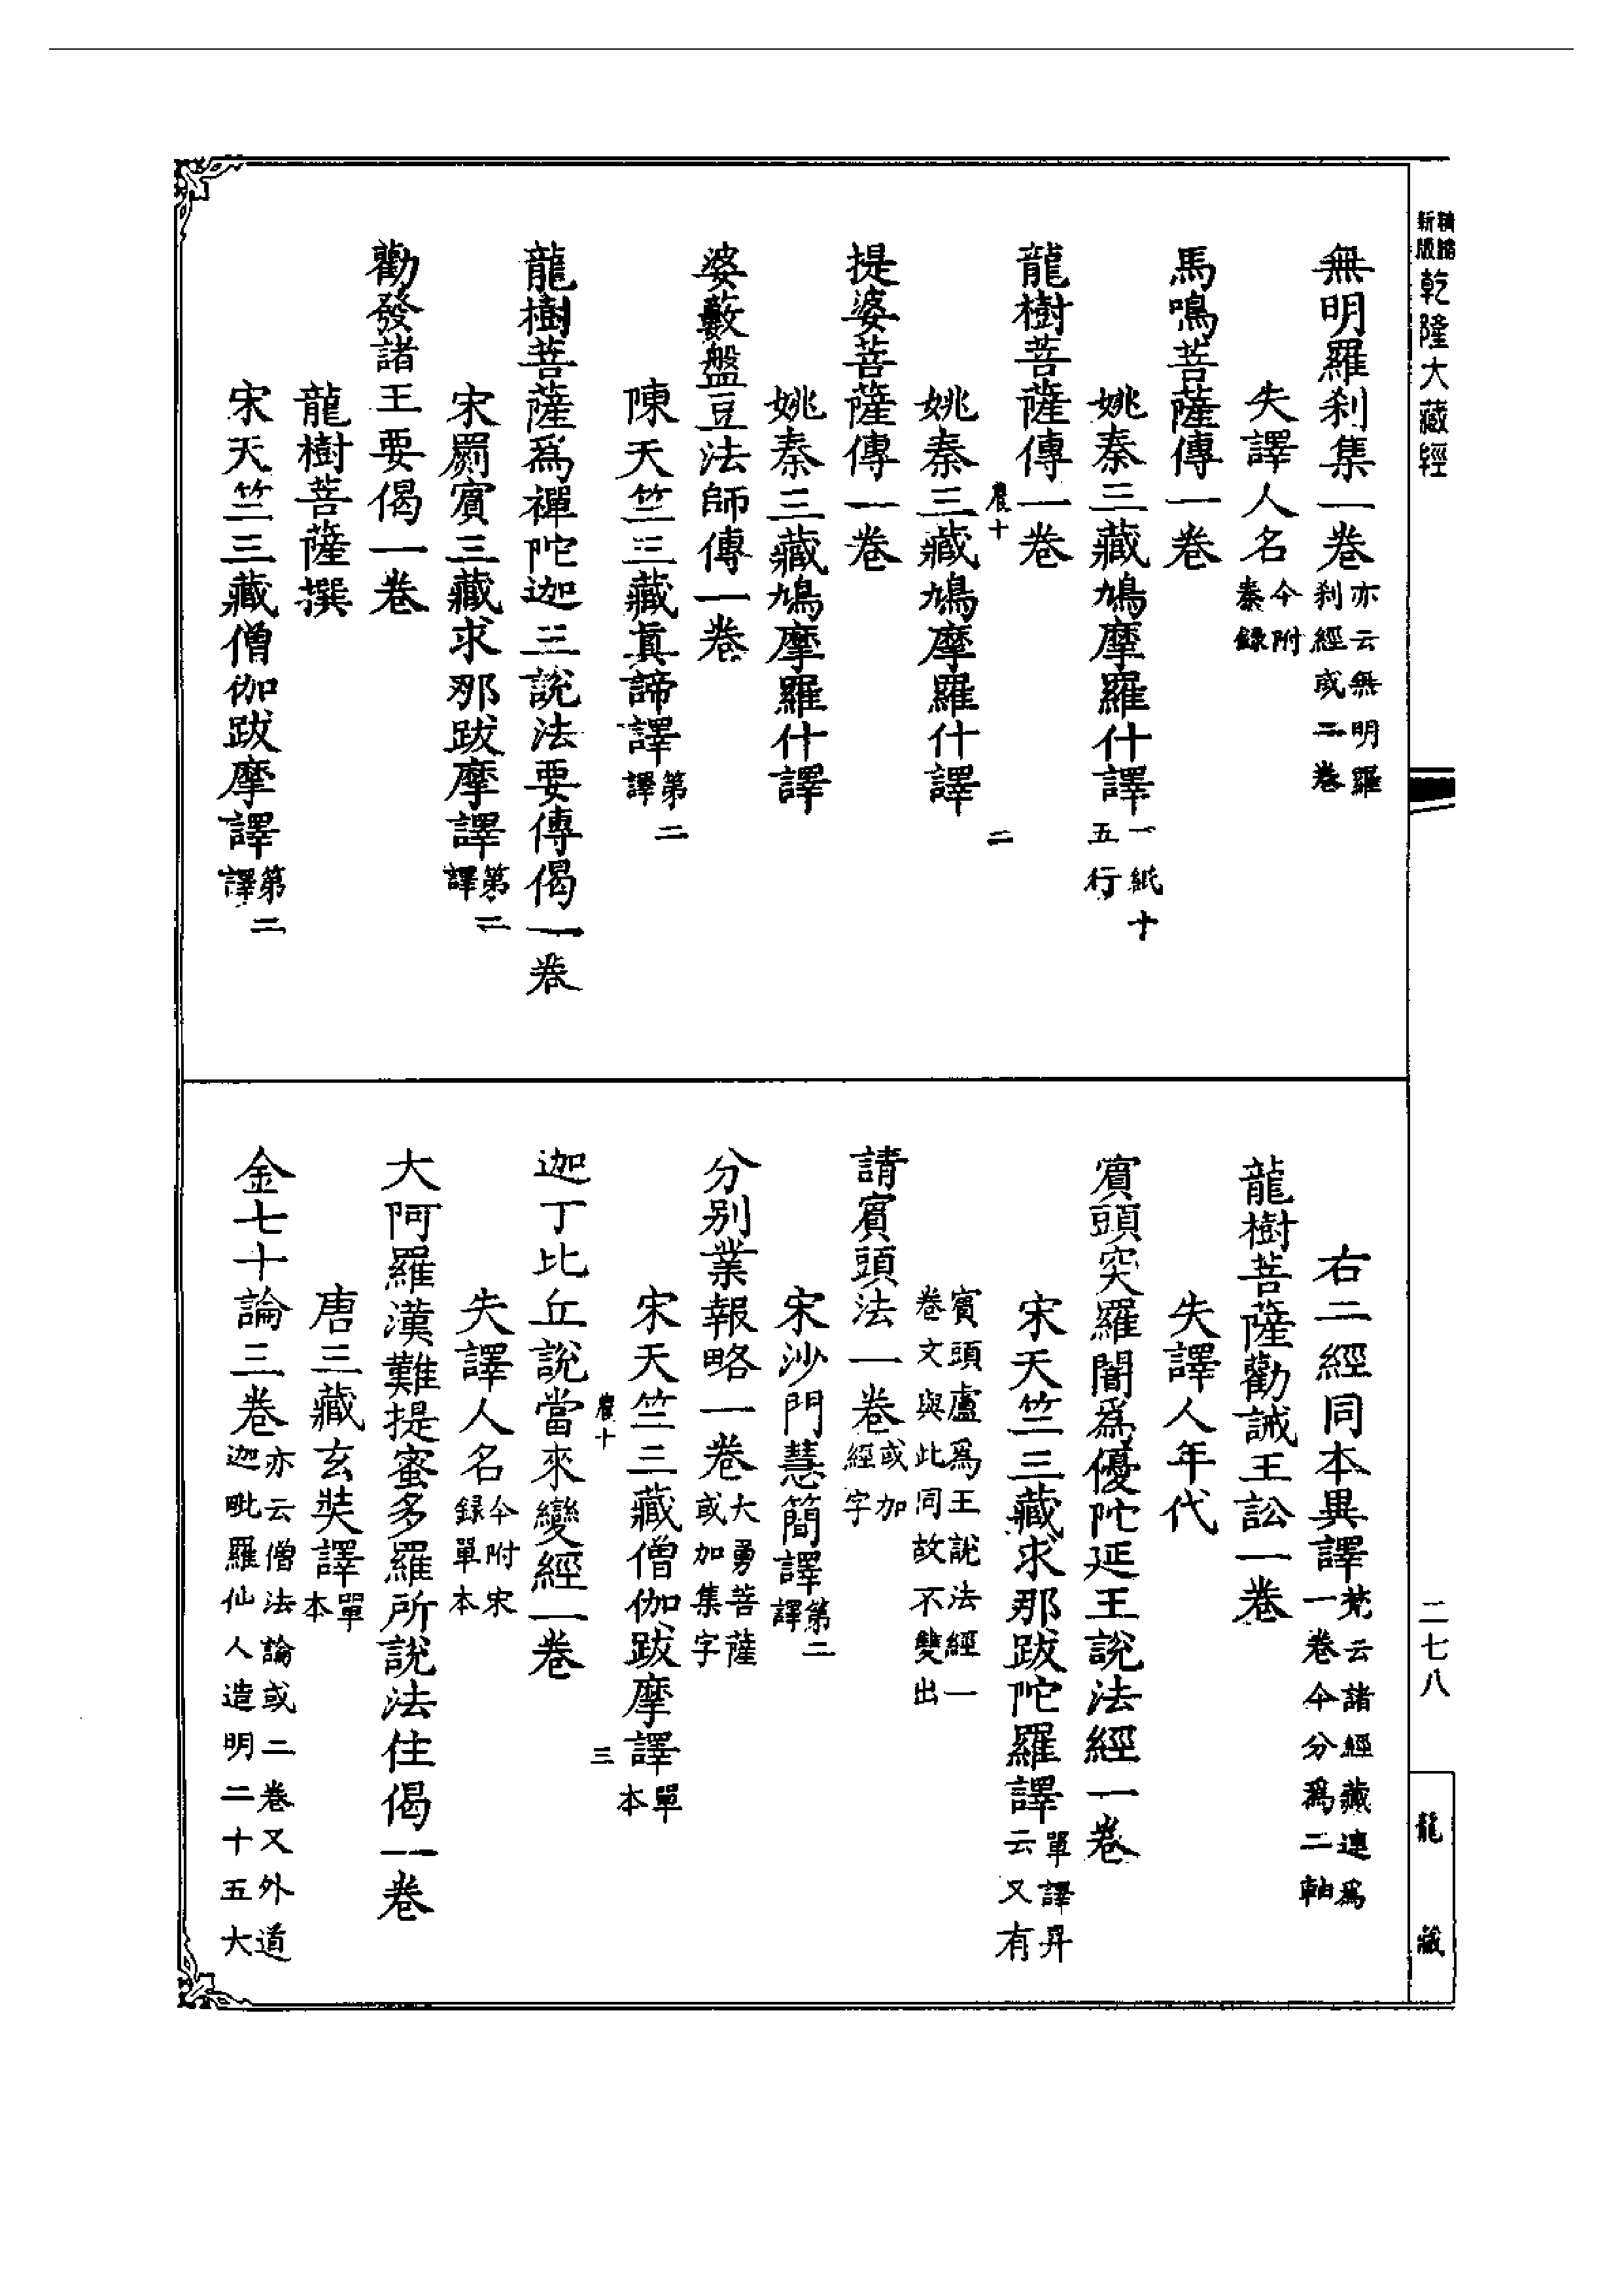 精縮新版乾隆大藏經
二七八
龍藏
無明羅刹集一卷亦云無明羅刹經或二卷
失譯人名今附秦錄
馬鳴菩薩傳一卷
姚秦三藏鳩摩羅什譯一紙十五行
龍樹菩薩傳一卷
農十 二
姚秦三藏鳩摩羅什譯
提婆菩薩傳一卷
姚秦三藏鳩摩羅什譯
婆藪盤豆法師傳一卷
陳天竺三藏真諦譯第二譯
龍樹菩薩爲禪陀迦王說法要偈一卷
宋罽賓三藏求那跋摩譯第二譯
勸發諸王要偈一卷
龍樹菩薩撰
宋天竺三藏僧伽跋摩譯第二譯
右二經同本異譯梵云諸經藏連爲一卷今分爲二軸
龍樹菩薩勸誡王訟一卷
失譯人年代
賓頭突羅闍爲優陀延王說法經一卷
宋天竺三藏求那跋陀羅譯單譯昇云又有
賓頭盧爲王說法經一卷文與此同故不雙出
請賓頭法一卷或加經字
宋沙門慧簡譯第二譯
分別業報略一卷大勇菩薩或加集字
宋天竺三藏僧伽跋摩譯單本
農十 三
迦丁比丘說當來變經一卷
失譯人名今附宋録單本
大阿羅漢難提蜜多羅所說法住偈一卷
唐三藏玄奘譯單本
金七十論三卷亦云僧法論或二卷又外道迦毗羅仙人造明二十五大